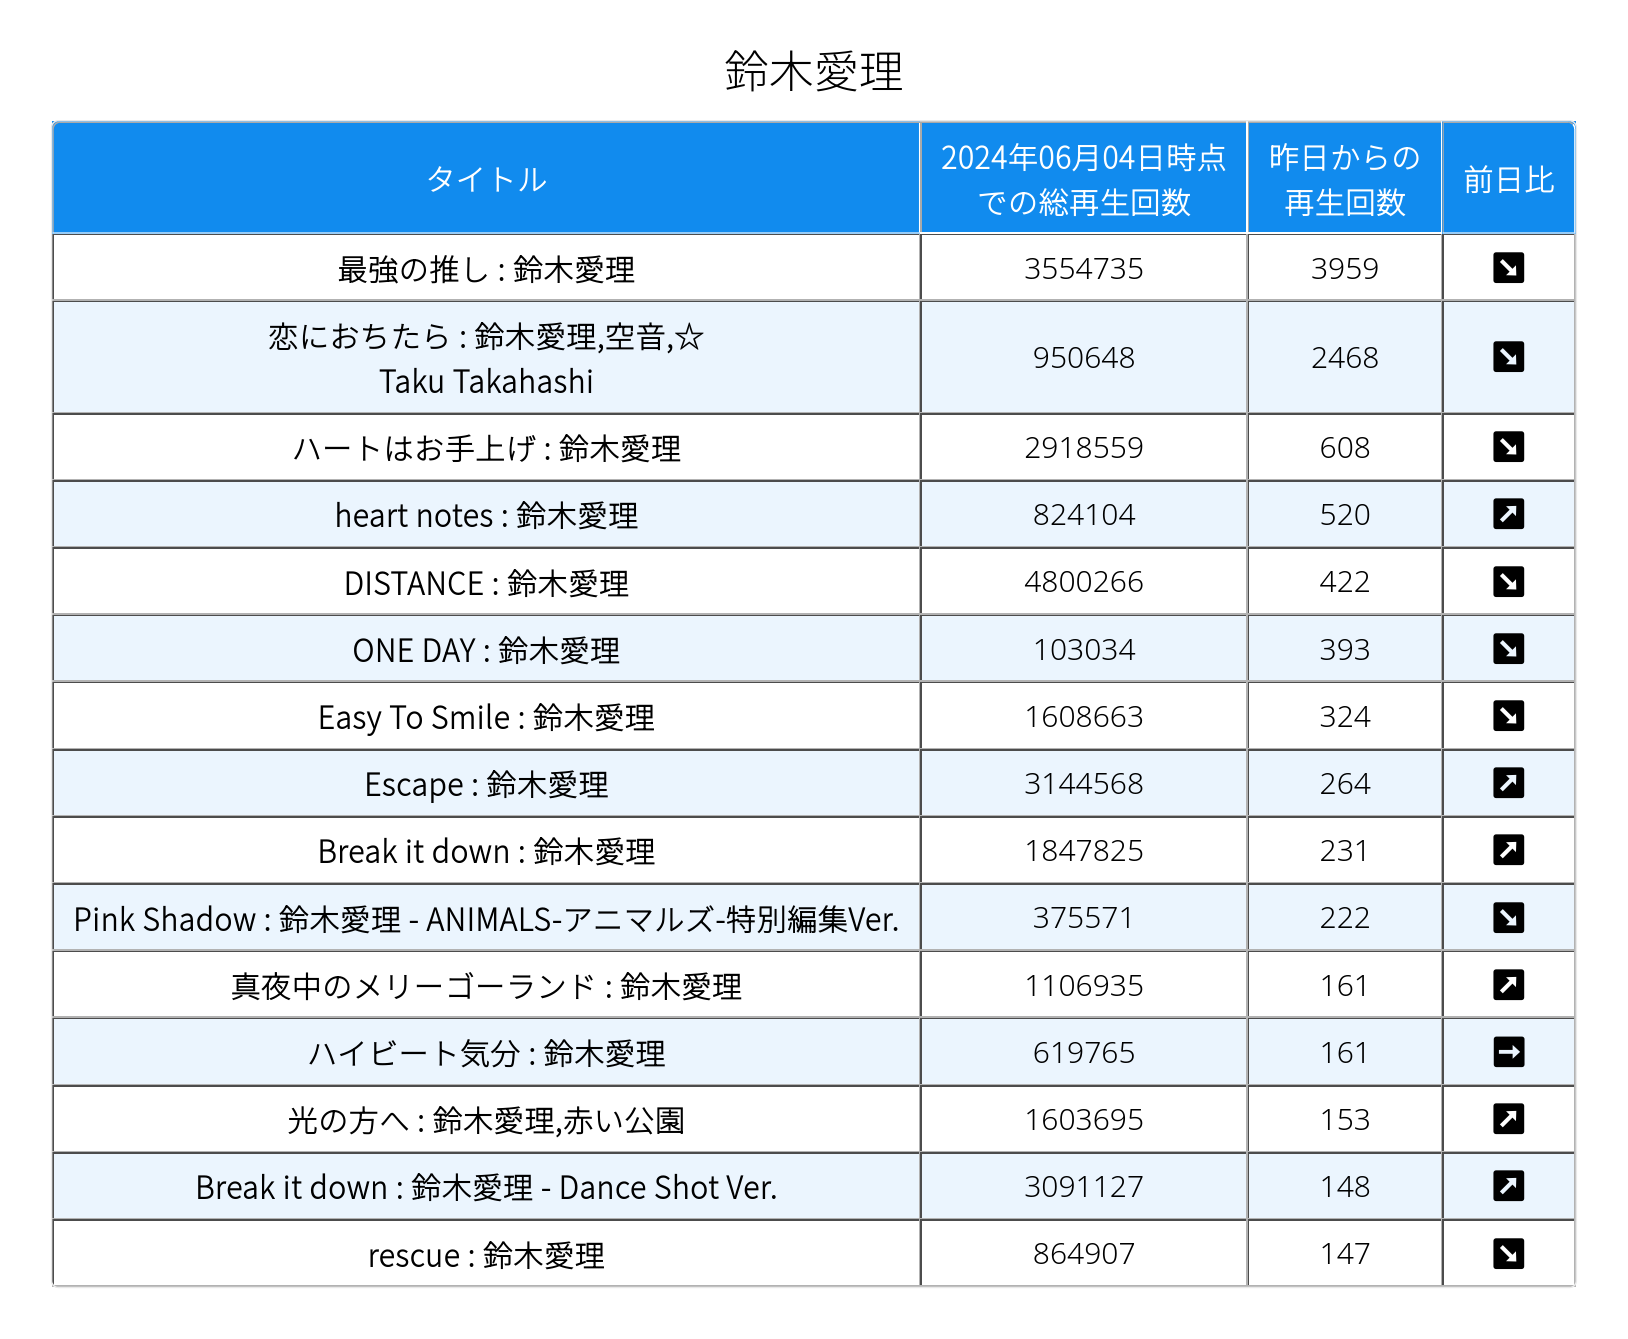 鈴木愛理
タイトル
2024年06月04日時点
での総再生回数
昨日からの
再生回数
前日比
最強の推し : 鈴木愛理 3554735 3959 ↘
恋におちたら : 鈴木愛理,空音,☆
Taku Takahashi 950648 2468 ↘
ハートはお手上げ : 鈴木愛理 2918559 608 ↘
heart notes : 鈴木愛理 824104 520 ↗
DISTANCE : 鈴木愛理 4800266 422 ↘
ONE DAY : 鈴木愛理 103034 393 ↘
Easy To Smile : 鈴木愛理 1608663 324 ↘
Escape : 鈴木愛理 3144568 264 ↗
Break it down : 鈴木愛理 1847825 231 ↗
Pink Shadow : 鈴木愛理 - ANIMALS-アニマルズ-特別編集Ver. 375571 222 ↘
真夜中のメリーゴーランド : 鈴木愛理 1106935 161 ↗
ハイビート気分 : 鈴木愛理 619765 161 →
光の方へ : 鈴木愛理,赤い公園 1603695 153 ↗
Break it down : 鈴木愛理 - Dance Shot Ver. 3091127 148 ↗
rescue : 鈴木愛理 864907 147 ↘